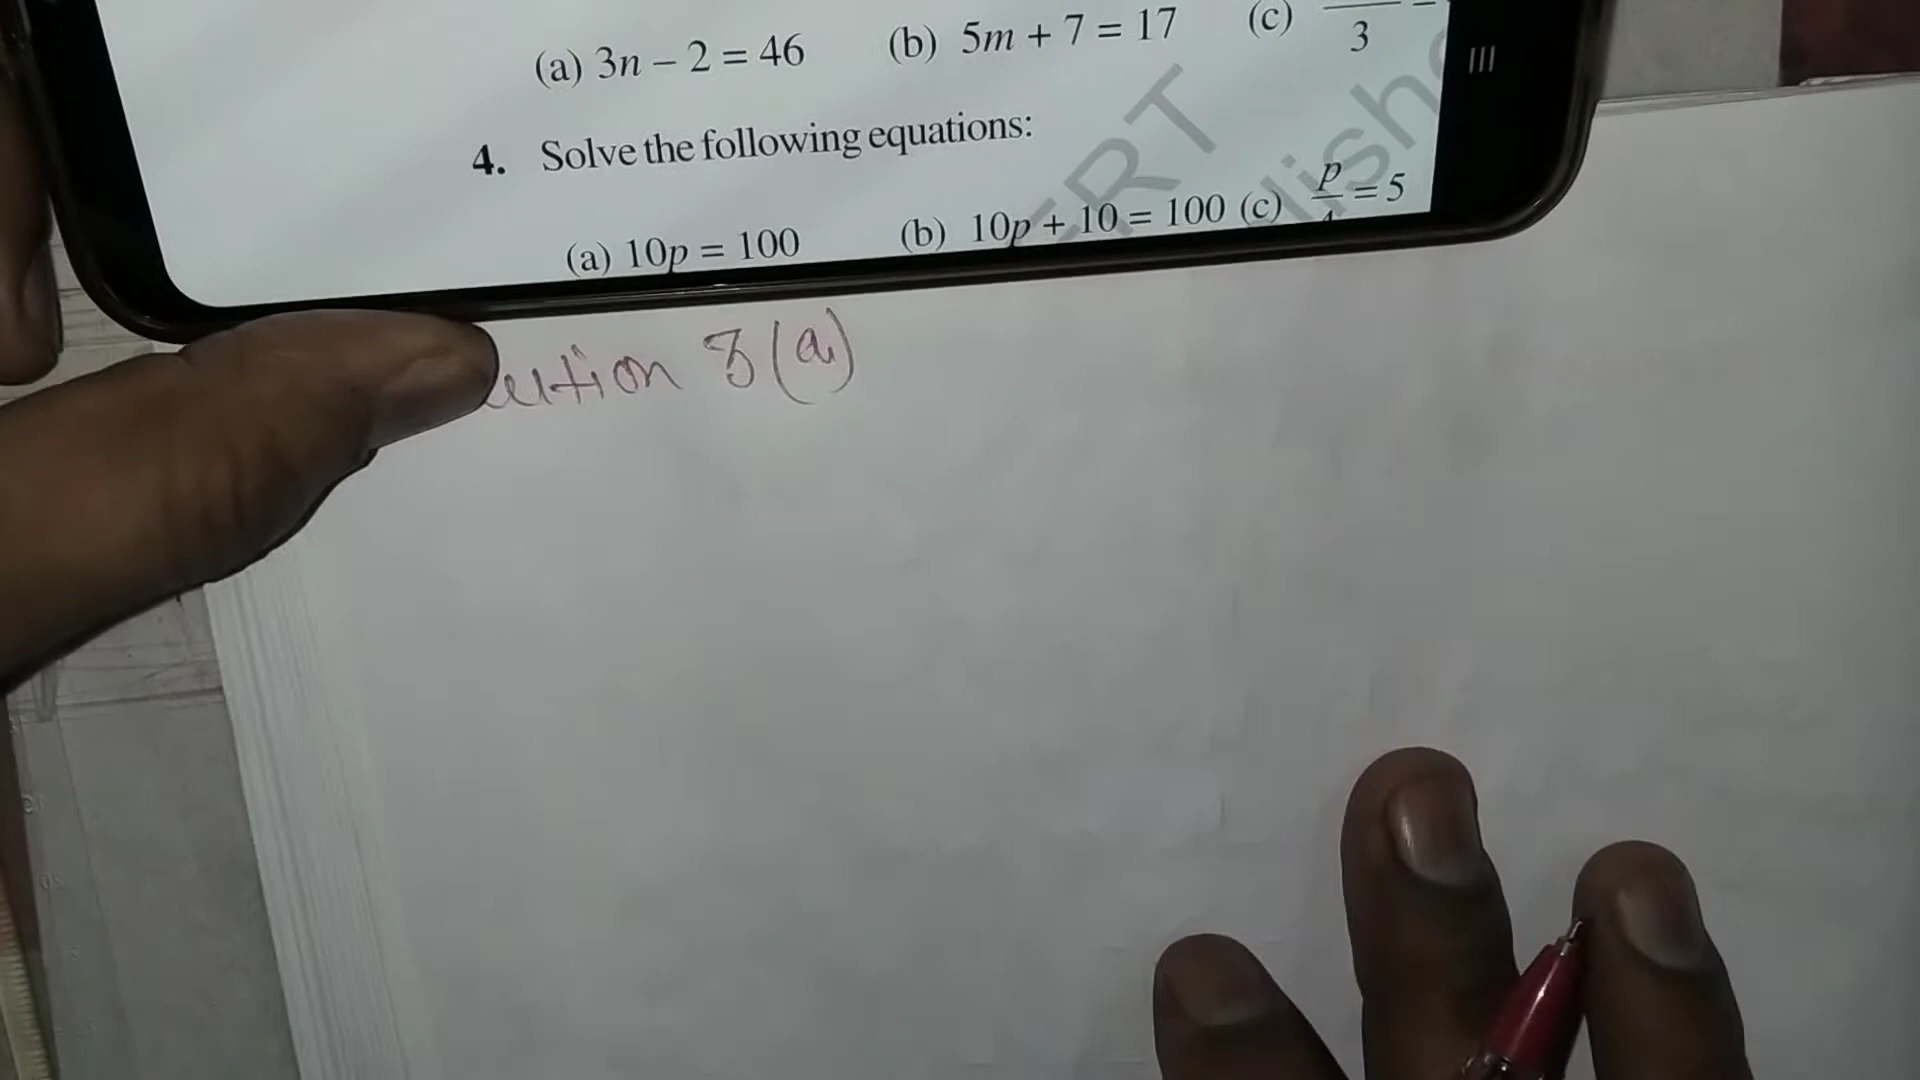 (a) 3n – 2 = 46 (b) 5m + 7 = 17 (c) 3
4. Solve the following equations:
(a) 10p = 100 (b) 10p + 10 = 100 (c) p/4 = 5
3 (a)